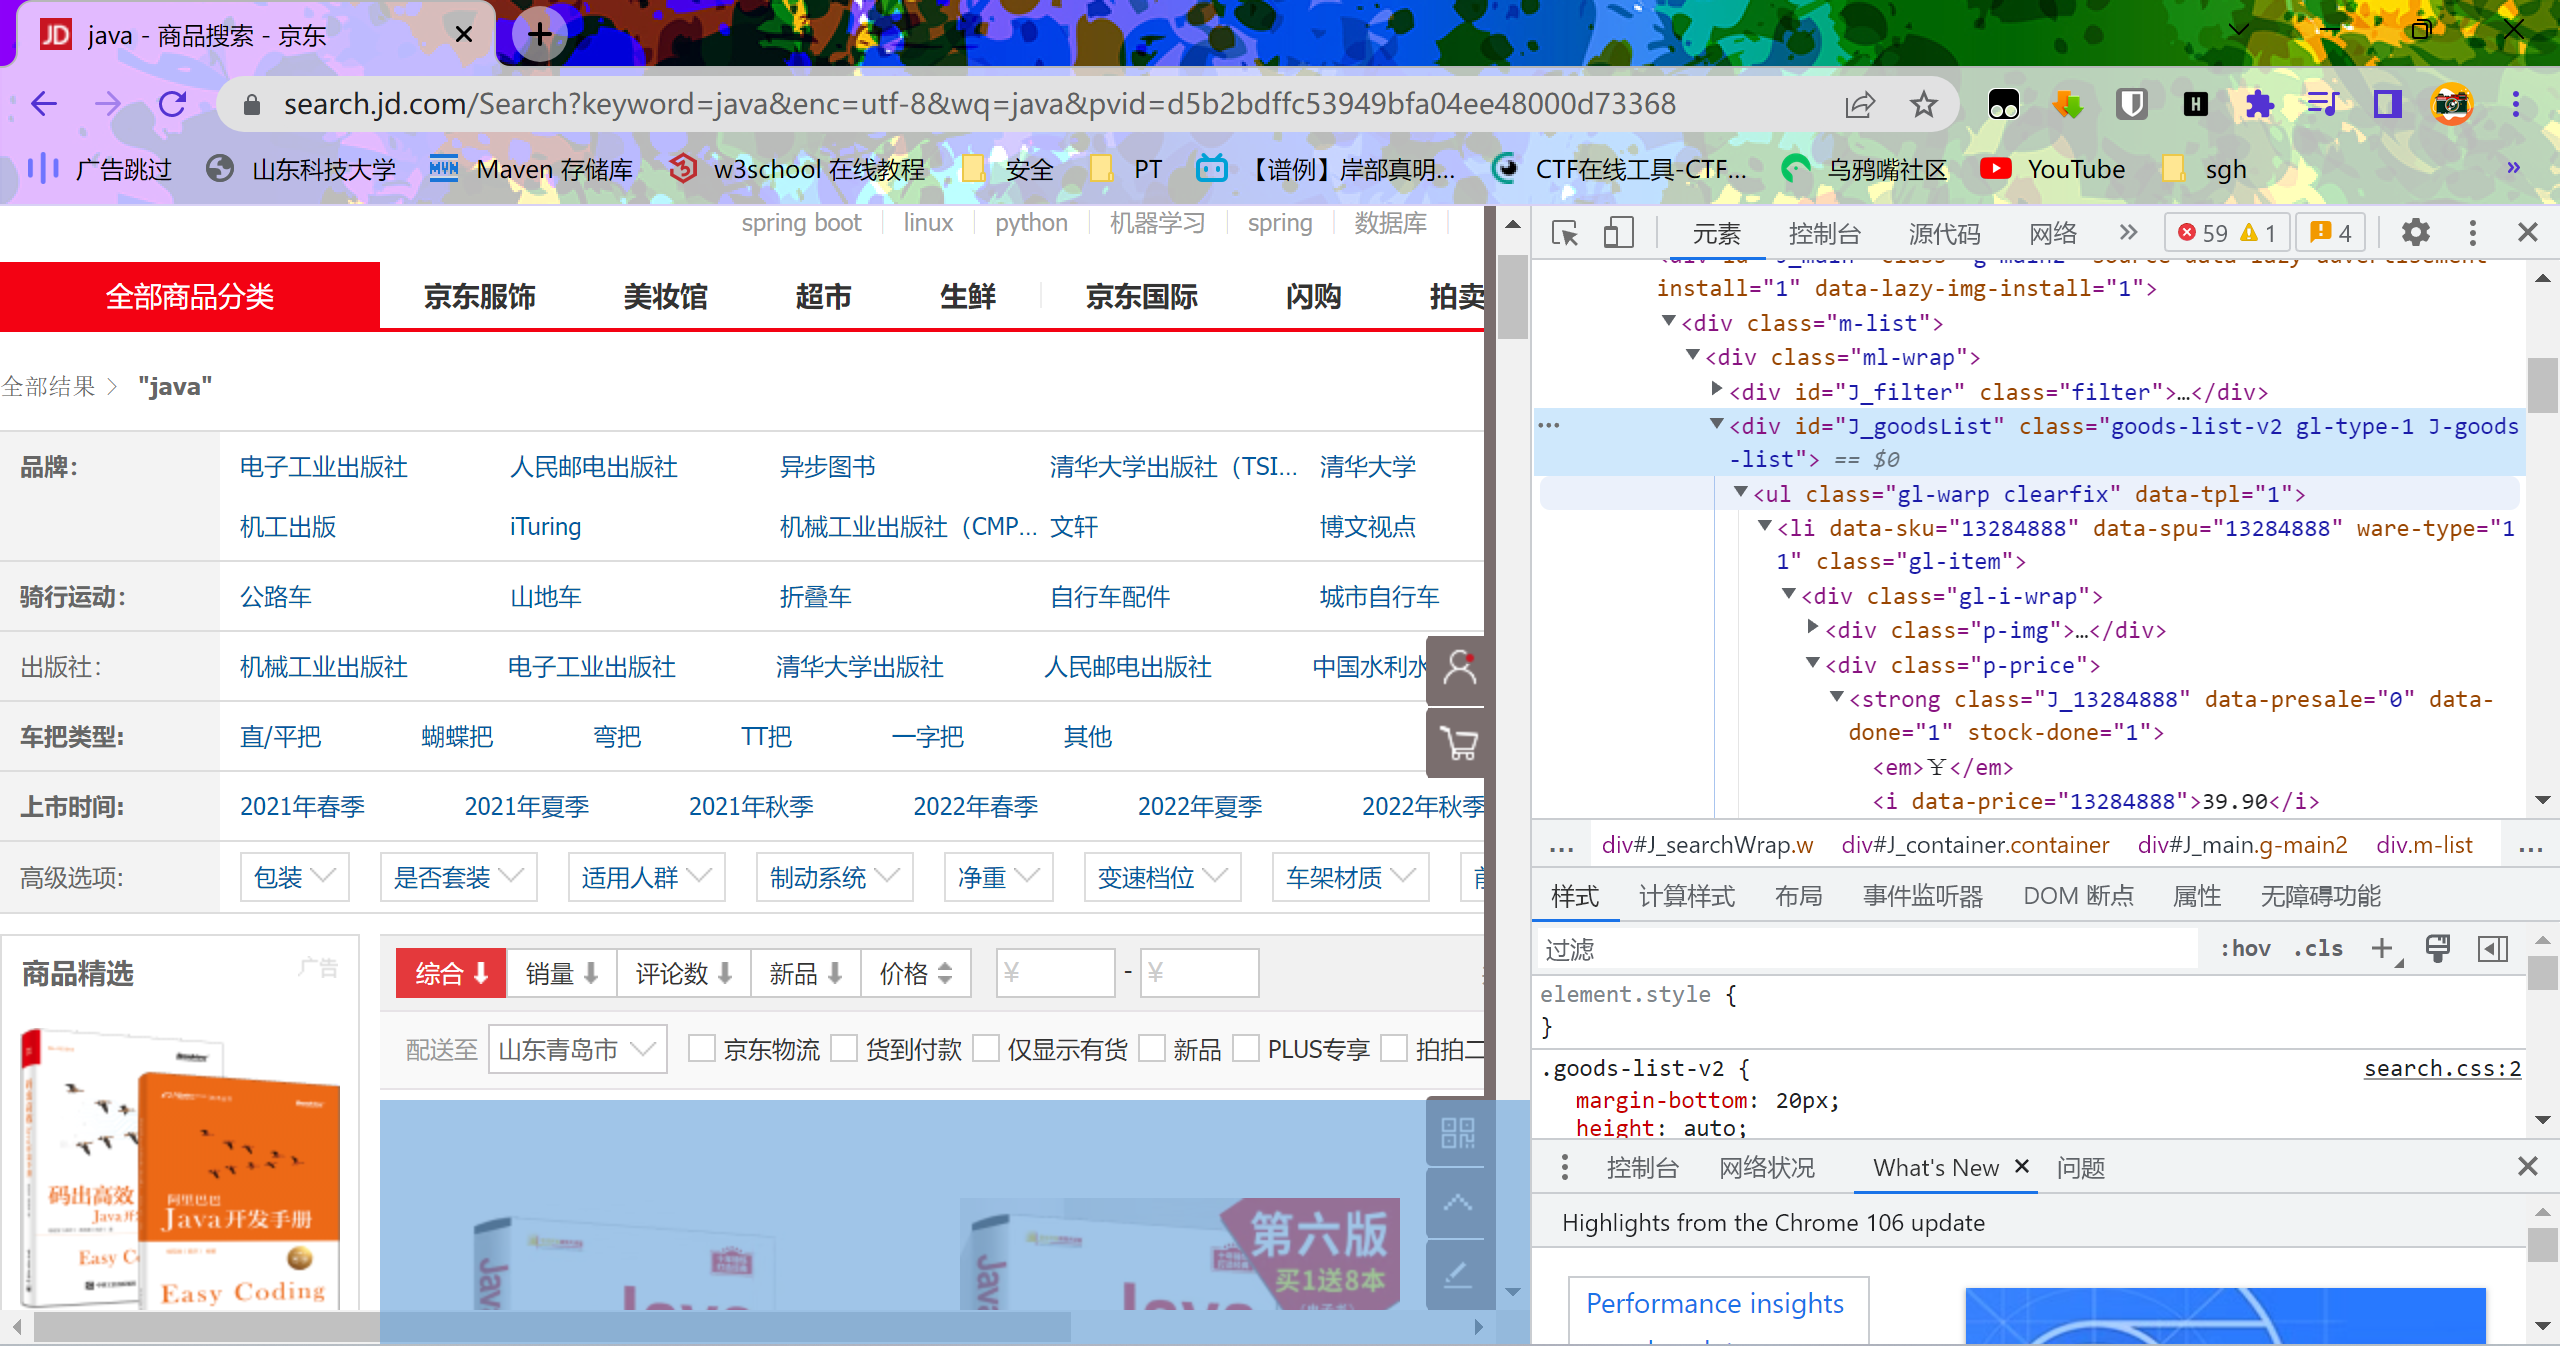 java - 商品搜索 - 京东
search.jd.com/Search?keyword=java&enc=utf-8&wq=java&pvid=d5b2bdffc53949bfa04ee48000d73368
广告跳过 山东科技大学 Maven 存储库 w3school 在线教程 安全 PT 【谱例】岸部真明... CTF在线工具-CTF... 乌鸦嘴社区 YouTube sgh »
spring boot linux python 机器学习 spring 数据库
全部商品分类 京东服饰 美妆馆 超市 生鲜 京东国际 闪购 拍卖
全部结果 > "java"
品牌： 电子工业出版社 人民邮电出版社 异步图书 清华大学出版社（TSI... 清华大学
机工出版 iTuring 机械工业出版社（CMP... 文轩 博文视点
骑行运动： 公路车 山地车 折叠车 自行车配件 城市自行车
出版社： 机械工业出版社 电子工业出版社 清华大学出版社 人民邮电出版社 中国水利水
车把类型: 直/平把 蝴蝶把 弯把 TT把 一字把 其他
上市时间: 2021年春季 2021年夏季 2021年秋季 2022年春季 2022年夏季 2022年秋季
高级选项: 包装 是否套装 适用人群 制动系统 净重 变速档位 车架材质
商品精选 广告
码出高效
Java开
Easy C
阿里巴巴
Java开发手册
Easy Coding
综合 销量 评论数 新品 价格 ¥ - ¥
配送至 山东青岛市 京东物流 货到付款 仅显示有货 新品 PLUS专享 拍拍二
Java
Java
第六版
买1送8本
元素 控制台 源代码 网络 » 59 1 4
<div id="J_main" class="g-main2" source-data-lazy-advertisement-
install="1" data-lazy-img-install="1">
<div class="m-list">
<div class="ml-wrap">
<div id="J_filter" class="filter">…</div>
<div id="J_goodsList" class="goods-list-v2 gl-type-1 J-goods
-list"> == $0
<ul class="gl-warp clearfix" data-tpl="1">
<li data-sku="13284888" data-spu="13284888" ware-type="1
1" class="gl-item">
<div class="gl-i-wrap">
<div class="p-img">…</div>
<div class="p-price">
<strong class="J_13284888" data-presale="0" data-
done="1" stock-done="1">
<em>￥</em>
<i data-price="13284888">39.90</i>
... div#J_searchWrap.w div#J_container.container div#J_main.g-main2 div.m-list ...
样式 计算样式 布局 事件监听器 DOM 断点 属性 无障碍功能
过滤 :hov .cls +
element.style {
}
.goods-list-v2 { search.css:2
margin-bottom: 20px;
height: auto;
控制台 网络状况 What's New 问题
Highlights from the Chrome 106 update
Performance insights